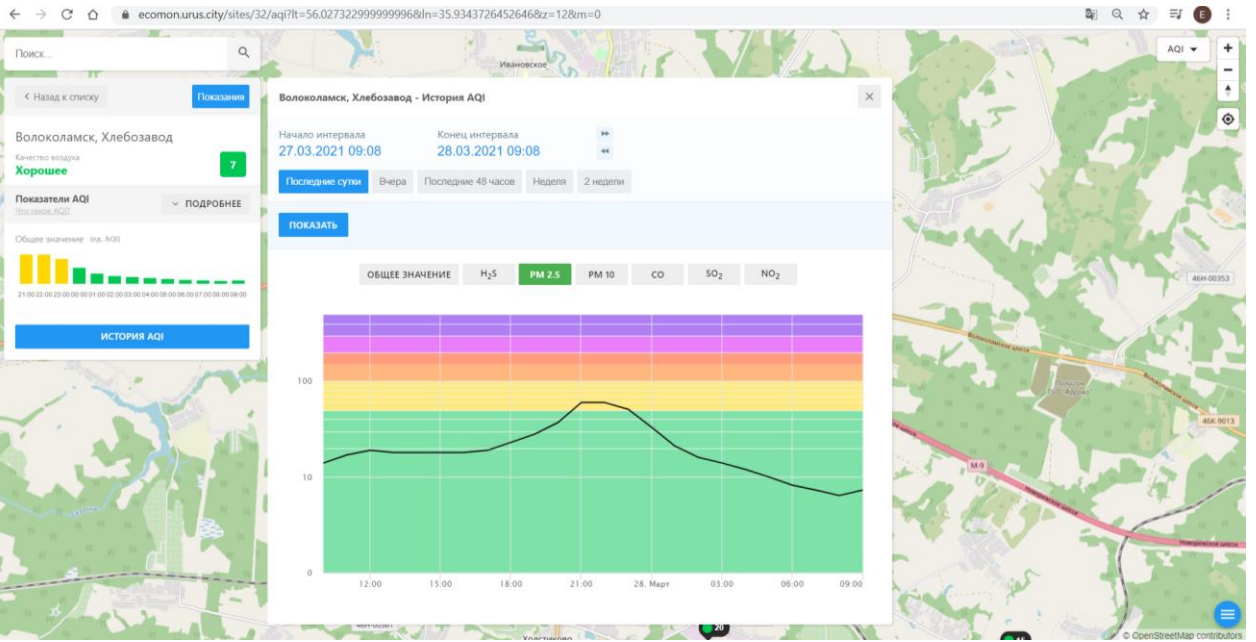 ecomon.urus.city/sites/32/aqi?lt=56.027322999999996&ln=35.9343726452646&z=12&m=0
E
Поиск...
AQI
Ивановское
< Назад к списку
Показания
Волоколамск, Хлебозавод
Качество воздуха
Хорошее
7
Показатели AQI
Что такое AQI?
ПОДРОБНЕЕ
Общее значение (ед. AQI)
21:00 22:00 23:00 00:00 01:00 02:00 03:00 04:00 05:00 06:00 07:00 08:00 09:00
ИСТОРИЯ AQI
Волоколамск, Хлебозавод - История AQI
Начало интервала
Конец интервала
27.03.2021 09:08
28.03.2021 09:08
Последние сутки
Вчера
Последние 48 часов
Неделя
2 недели
ПОКАЗАТЬ
ОБЩЕЕ ЗНАЧЕНИЕ
H₂S
PM 2.5
PM 10
CO
SO₂
NO₂
100
10
0
12:00
15:00
18:00
21:00
28. Март
03:00
06:00
09:00
46Н-00353
Волоколамское шоссе
46К-9013
М-9
Новорижское шоссе
Холстиково
20
© OpenStreetMap contributors